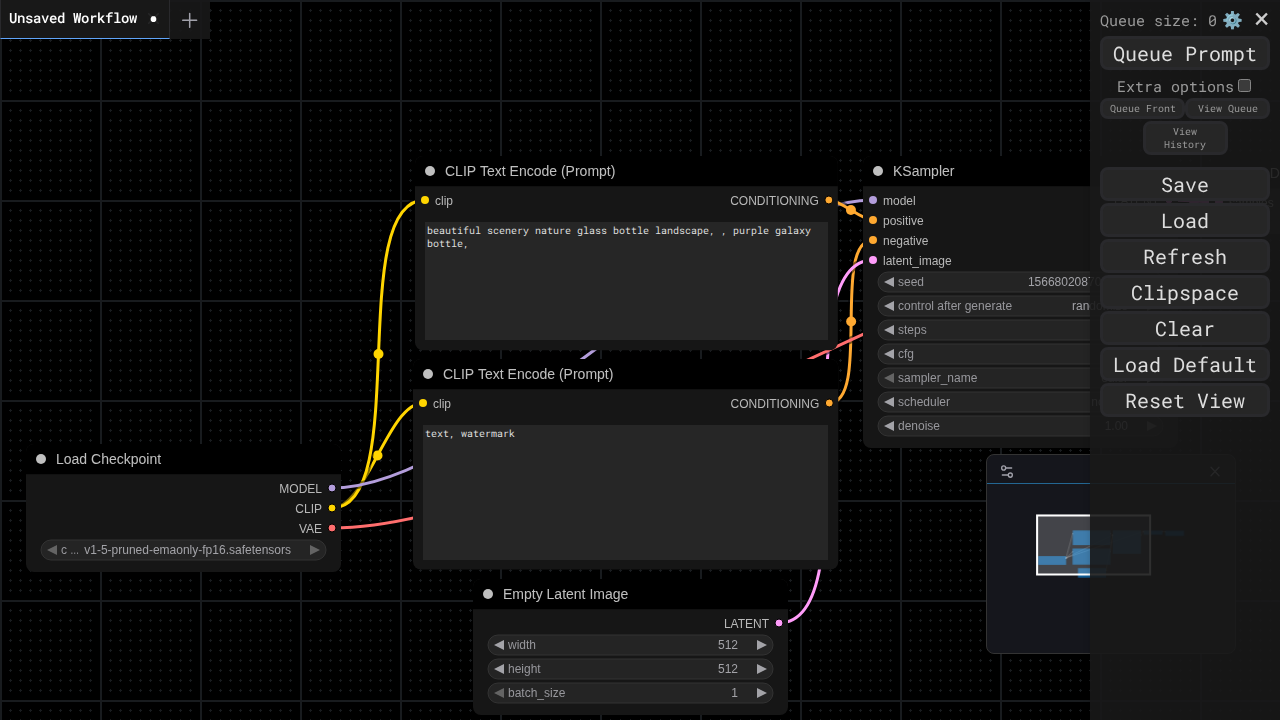 Unsaved Workflow
Queue size: 0
Queue Prompt
Extra options
Queue Front
View Queue
View
History
Save
Load
Refresh
Clipspace
Clear
Load Default
Reset View
CLIP Text Encode (Prompt)
clip
CONDITIONING
beautiful scenery nature glass bottle landscape, , purple galaxy
bottle,
KSampler
model
positive
negative
latent_image
seed
control after generate
steps
cfg
sampler_name
scheduler
denoise
1.00
CLIP Text Encode (Prompt)
clip
CONDITIONING
text, watermark
Load Checkpoint
MODEL
CLIP
VAE
c ... v1-5-pruned-emaonly-fp16.safetensors
Empty Latent Image
LATENT
width 512
height 512
batch_size 1